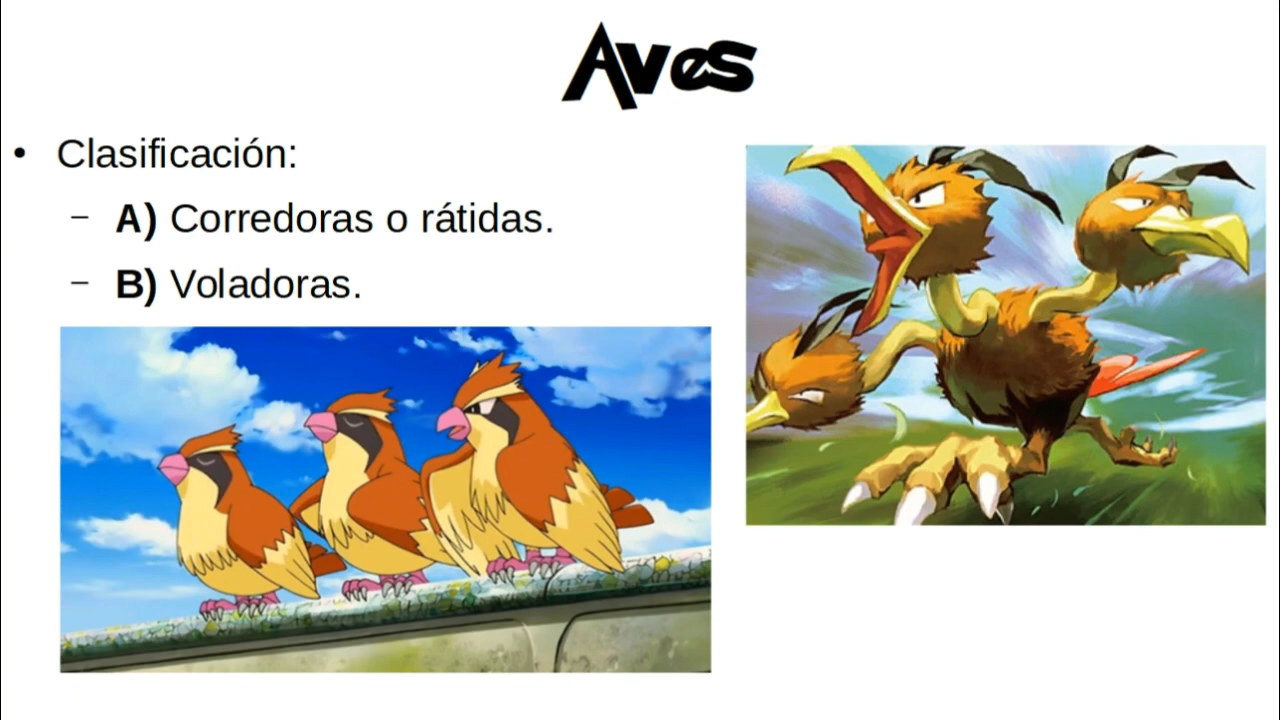 Aves
• Clasificación:
– A) Corredoras o rátidas.
– B) Voladoras.